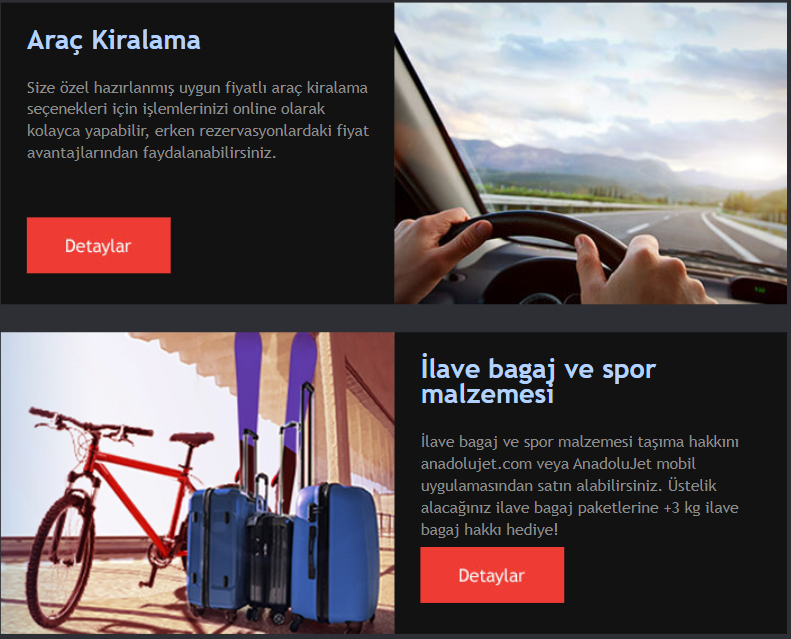 Araç Kiralama
Size özel hazırlanmış uygun fiyatlı araç kiralama
seçenekleri için işlemlerinizi online olarak
kolayca yapabilir, erken rezervasyonlardaki fiyat
avantajlarından faydalanabilirsiniz.
Detaylar
İlave bagaj ve spor
malzemesi
İlave bagaj ve spor malzemesi taşıma hakkını
anadolujet.com veya AnadoluJet mobil
uygulamasından satın alabilirsiniz. Üstelik
alacağınız ilave bagaj paketlerine +3 kg ilave
bagaj hakkı hediye!
Detaylar